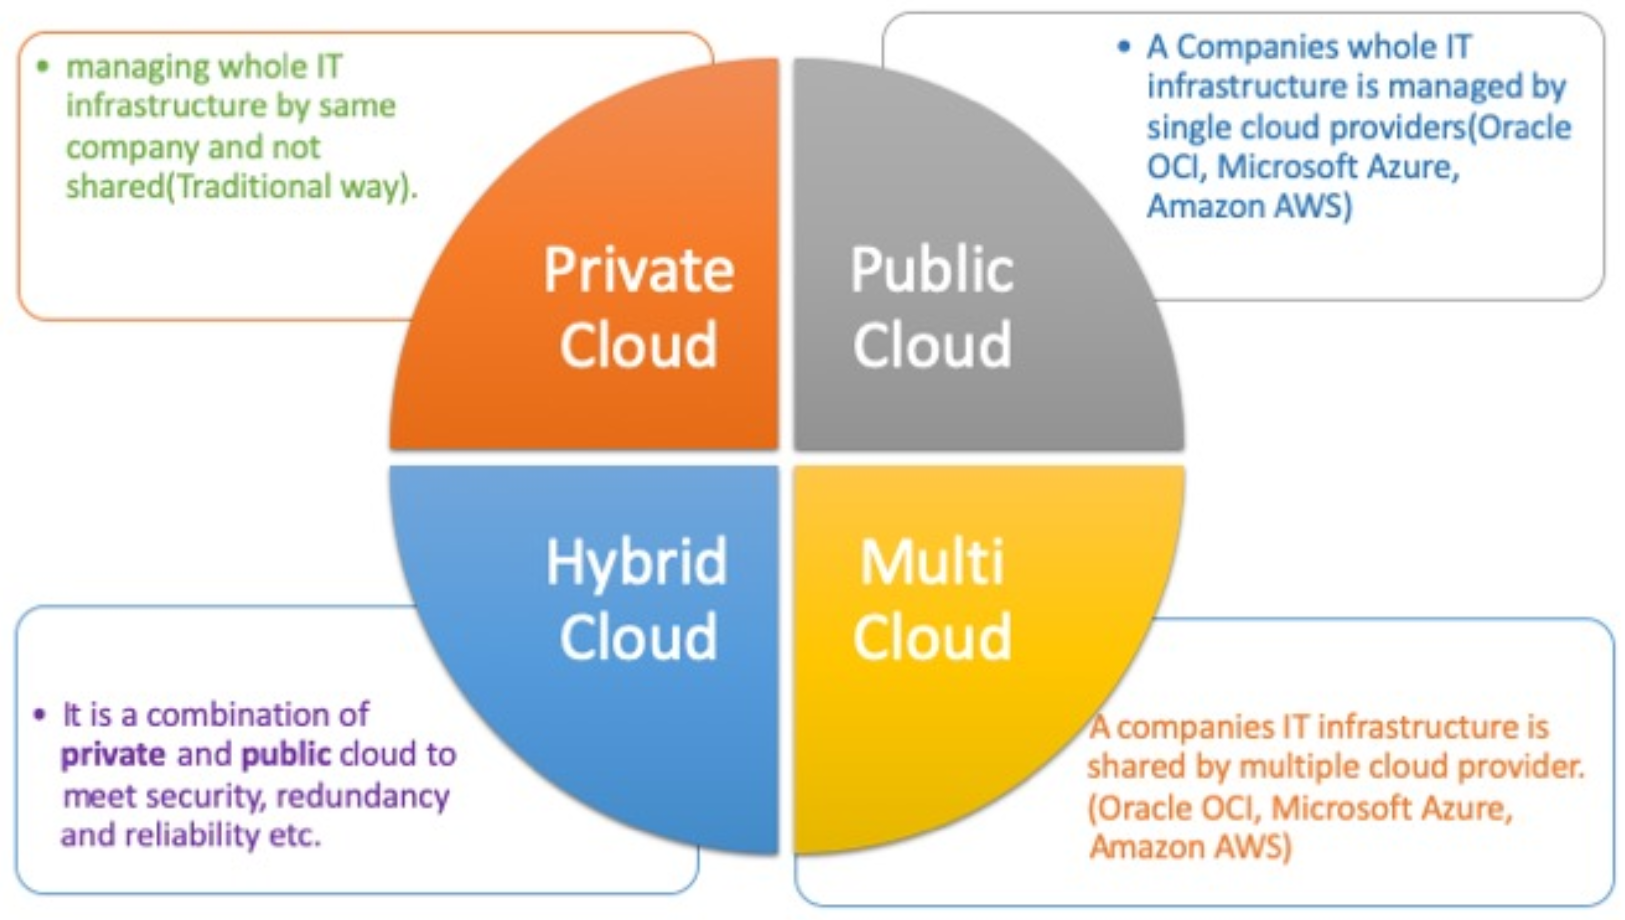 • managing whole IT
infrastructure by same
company and not
shared(Traditional way).
• A Companies whole IT
infrastructure is managed by
single cloud providers(Oracle
OCI, Microsoft Azure,
Amazon AWS)
Private
Cloud
Public
Cloud
Hybrid
Cloud
Multi
Cloud
• It is a combination of
private and public cloud to
meet security, redundancy
and reliability etc.
A companies IT infrastructure is
shared by multiple cloud provider.
(Oracle OCI, Microsoft Azure,
Amazon AWS)